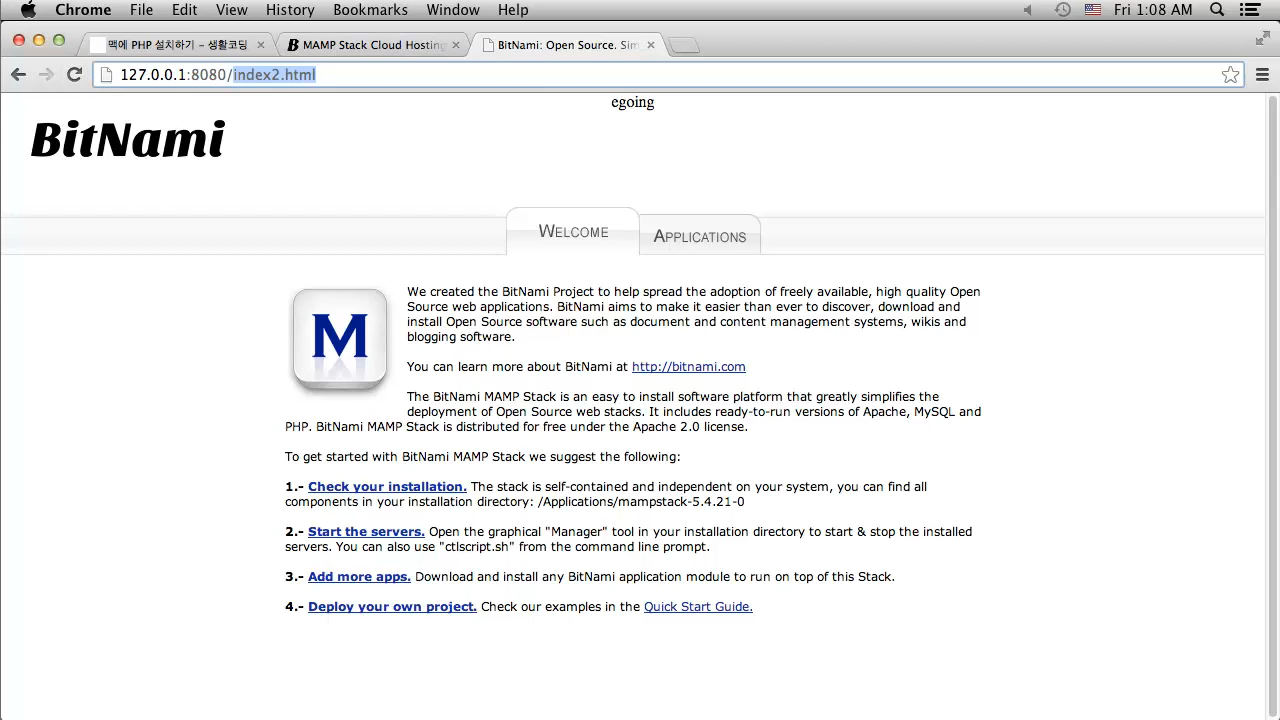 Chrome File Edit View History Bookmarks Window Help Fri 1:08 AM
맥에 PHP 설치하기 - 생활코딩 MAMP Stack Cloud Hosting BitNami: Open Source. Sim
127.0.0.1:8080/index2.html
egoing
BitNami
WELCOME APPLICATIONS
M
We created the BitNami Project to help spread the adoption of freely available, high quality Open
Source web applications. BitNami aims to make it easier than ever to discover, download and
install Open Source software such as document and content management systems, wikis and
blogging software.
You can learn more about BitNami at http://bitnami.com
The BitNami MAMP Stack is an easy to install software platform that greatly simplifies the
deployment of Open Source web stacks. It includes ready-to-run versions of Apache, MySQL and
PHP. BitNami MAMP Stack is distributed for free under the Apache 2.0 license.
To get started with BitNami MAMP Stack we suggest the following:
1.- Check your installation. The stack is self-contained and independent on your system, you can find all
components in your installation directory: /Applications/mampstack-5.4.21-0
2.- Start the servers. Open the graphical "Manager" tool in your installation directory to start & stop the installed
servers. You can also use "ctlscript.sh" from the command line prompt.
3.- Add more apps. Download and install any BitNami application module to run on top of this Stack.
4.- Deploy your own project. Check our examples in the Quick Start Guide.